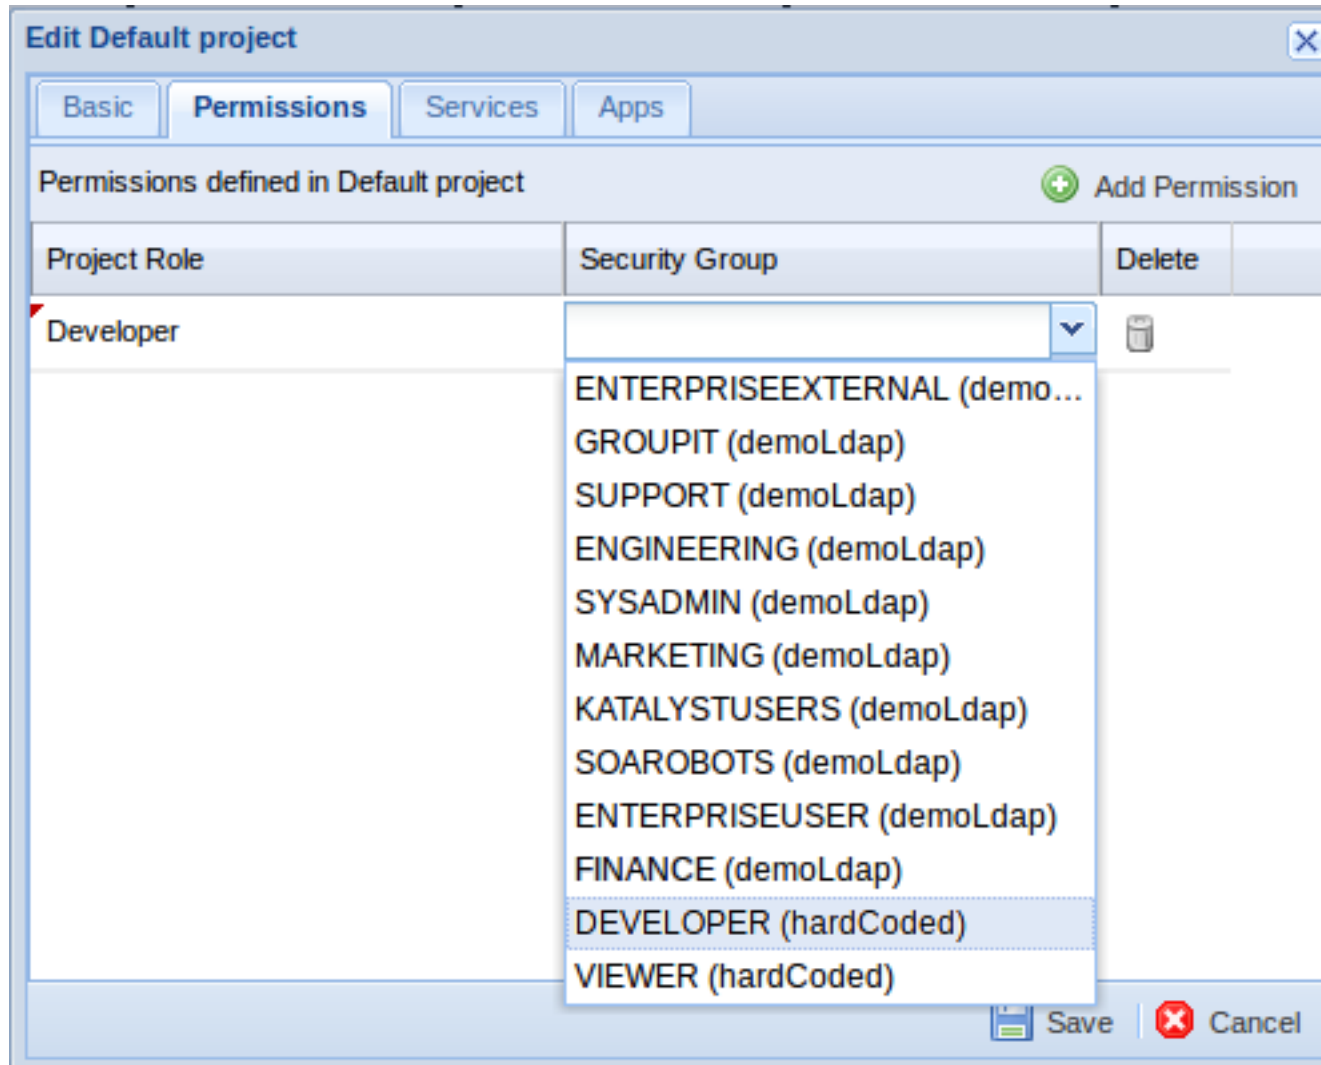 Edit Default project
Basic Permissions Services Apps
Permissions defined in Default project Add Permission
Project Role Security Group Delete
Developer
ENTERPRISEEXTERNAL (demo...
GROUPIT (demoLdap)
SUPPORT (demoLdap)
ENGINEERING (demoLdap)
SYSADMIN (demoLdap)
MARKETING (demoLdap)
KATALYSTUSERS (demoLdap)
SOAROBOTS (demoLdap)
ENTERPRISEUSER (demoLdap)
FINANCE (demoLdap)
DEVELOPER (hardCoded)
VIEWER (hardCoded)
Save Cancel